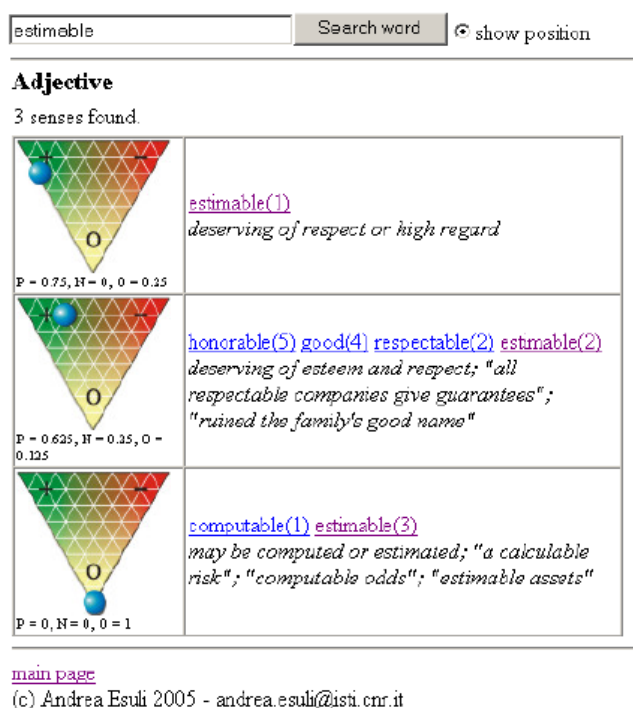 estimable Search word show position
Adjective
3 senses found.
+ −
O
P = 0.75, N = 0, O = 0.25
estimable(1)
deserving of respect or high regard
+ −
O
P = 0.625, N = 0.25, O =
0.125
honorable(5) good(4) respectable(2) estimable(2)
deserving of esteem and respect; "all
respectable companies give guarantees";
"ruined the family's good name"
+ −
O
P = 0, N = 0, O = 1
computable(1) estimable(3)
may be computed or estimated; "a calculable
risk"; "computable odds"; "estimable assets"
main page
(c) Andrea Esuli 2005 - andrea.esuli@isti.cnr.it